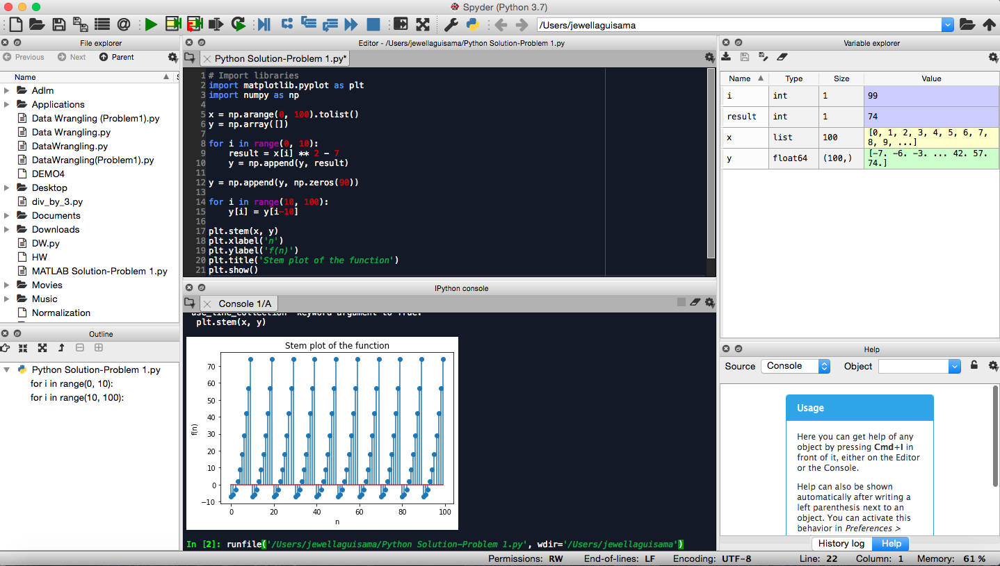 Spyder (Python 3.7)
/Users/jewellaguisama
File explorer
Previous Next Parent
Name S
Adlm
Applications
Data Wrangling (Problem1).py
Data Wrangling.py
DataWrangling.py
DataWrangling(Problem1).py
DEMO4
Desktop
div_by_3.py
Documents
Downloads
DW.py
HW
MATLAB Solution-Problem 1.py
Movies
Music
Normalization
Outline
Python Solution-Problem 1.py
for i in range(0, 10):
for i in range(10, 100):
Editor - /Users/jewellaguisama/Python Solution-Problem 1.py
Python Solution-Problem 1.py*
1 # Import libraries
2 import matplotlib.pyplot as plt
3 import numpy as np
4
5 x = np.arange(0, 100).tolist()
6 y = np.array([])
7
8 for i in range(0, 10):
9     result = x[i] ** 2 - 7
10     y = np.append(y, result)
11
12 y = np.append(y, np.zeros(90))
13
14 for i in range(10, 100):
15     y[i] = y[i-10]
16
17 plt.stem(x, y)
18 plt.xlabel('n')
19 plt.ylabel('f(n)')
20 plt.title('Stem plot of the function')
21 plt.show()
IPython console
Console 1/A
"use_line_collection" keyword argument to True.
plt.stem(x, y)
Stem plot of the function
f(n)
70
60
50
40
30
20
10
0
−10
0 20 40 60 80 100
n
In [2]: runfile('/Users/jewellaguisama/Python Solution-Problem 1.py', wdir='/Users/jewellaguisama')
Variable explorer
Name Type Size Value
i int 1 99
result int 1 74
x list 100 [0, 1, 2, 3, 4, 5, 6, 7,
8, 9, ...]
y float64 (100,) [-7. -6. -3. ... 42. 57.
74.]
Help
Source Console Object
Usage
Here you can get help of any
object by pressing Cmd+I in
front of it, either on the Editor
or the Console.
Help can also be shown
automatically after writing a
left parenthesis next to an
object. You can activate this
behavior in Preferences >
History log Help
Permissions: RW End-of-lines: LF Encoding: UTF-8 Line: 22 Column: 1 Memory: 61 %